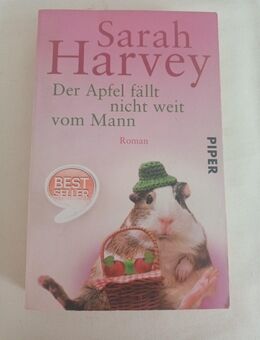 Sarah
Harvey
Der Apfel fällt
nicht weit
vom Mann
Roman
PIPER
BEST
SELLER